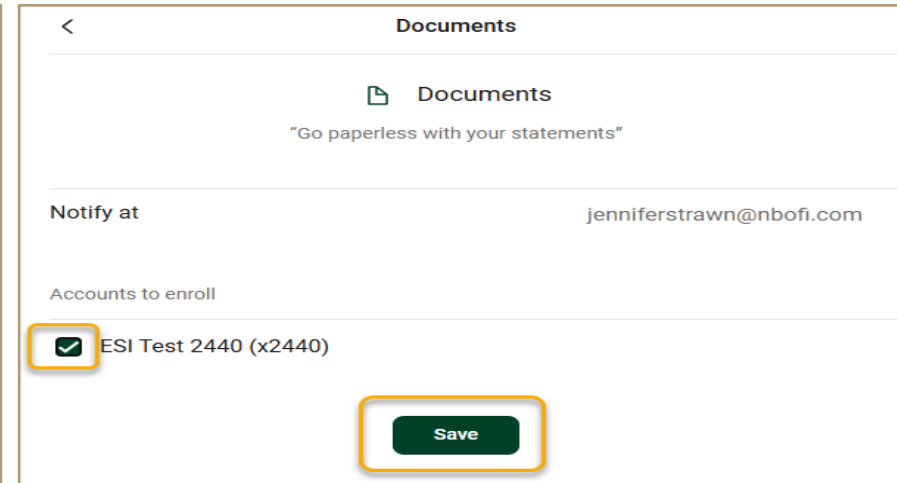 Documents
Documents
“Go paperless with your statements”
Notify at jenniferstrawn@nbofi.com
Accounts to enroll
ESI Test 2440 (x2440)
Save